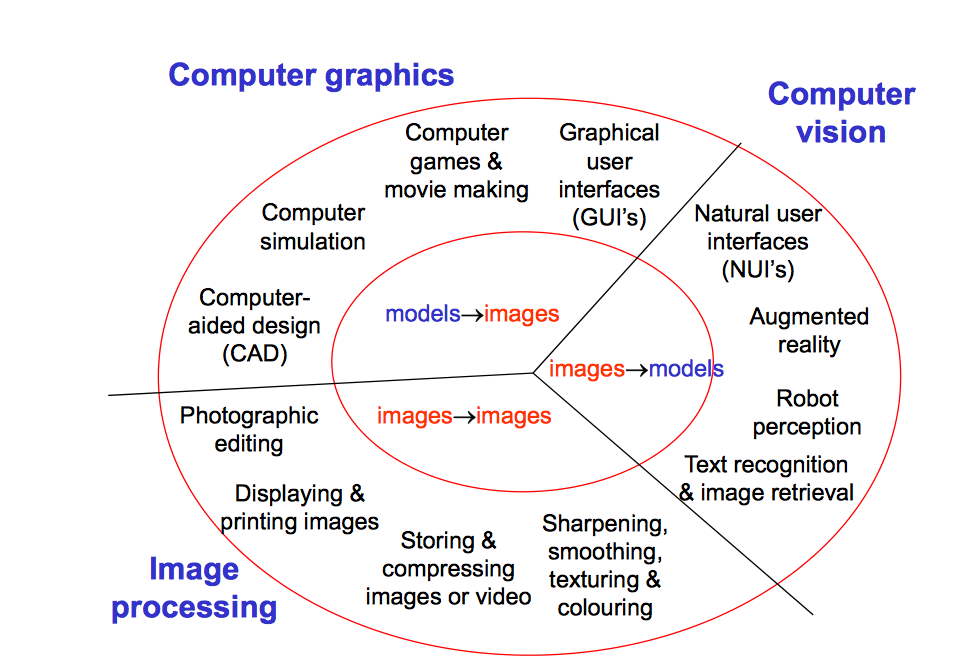 Computer graphics
Computer
vision
Computer
games &
movie making
Graphical
user
interfaces
(GUI's)
Computer
simulation
Natural user
interfaces
(NUI's)
Computer-
aided design
(CAD)
models→images
Augmented
reality
images→models
Robot
perception
Photographic
editing
images→images
Text recognition
& image retrieval
Displaying &
printing images
Storing &
compressing
images or video
Sharpening,
smoothing,
texturing &
colouring
Image
processing